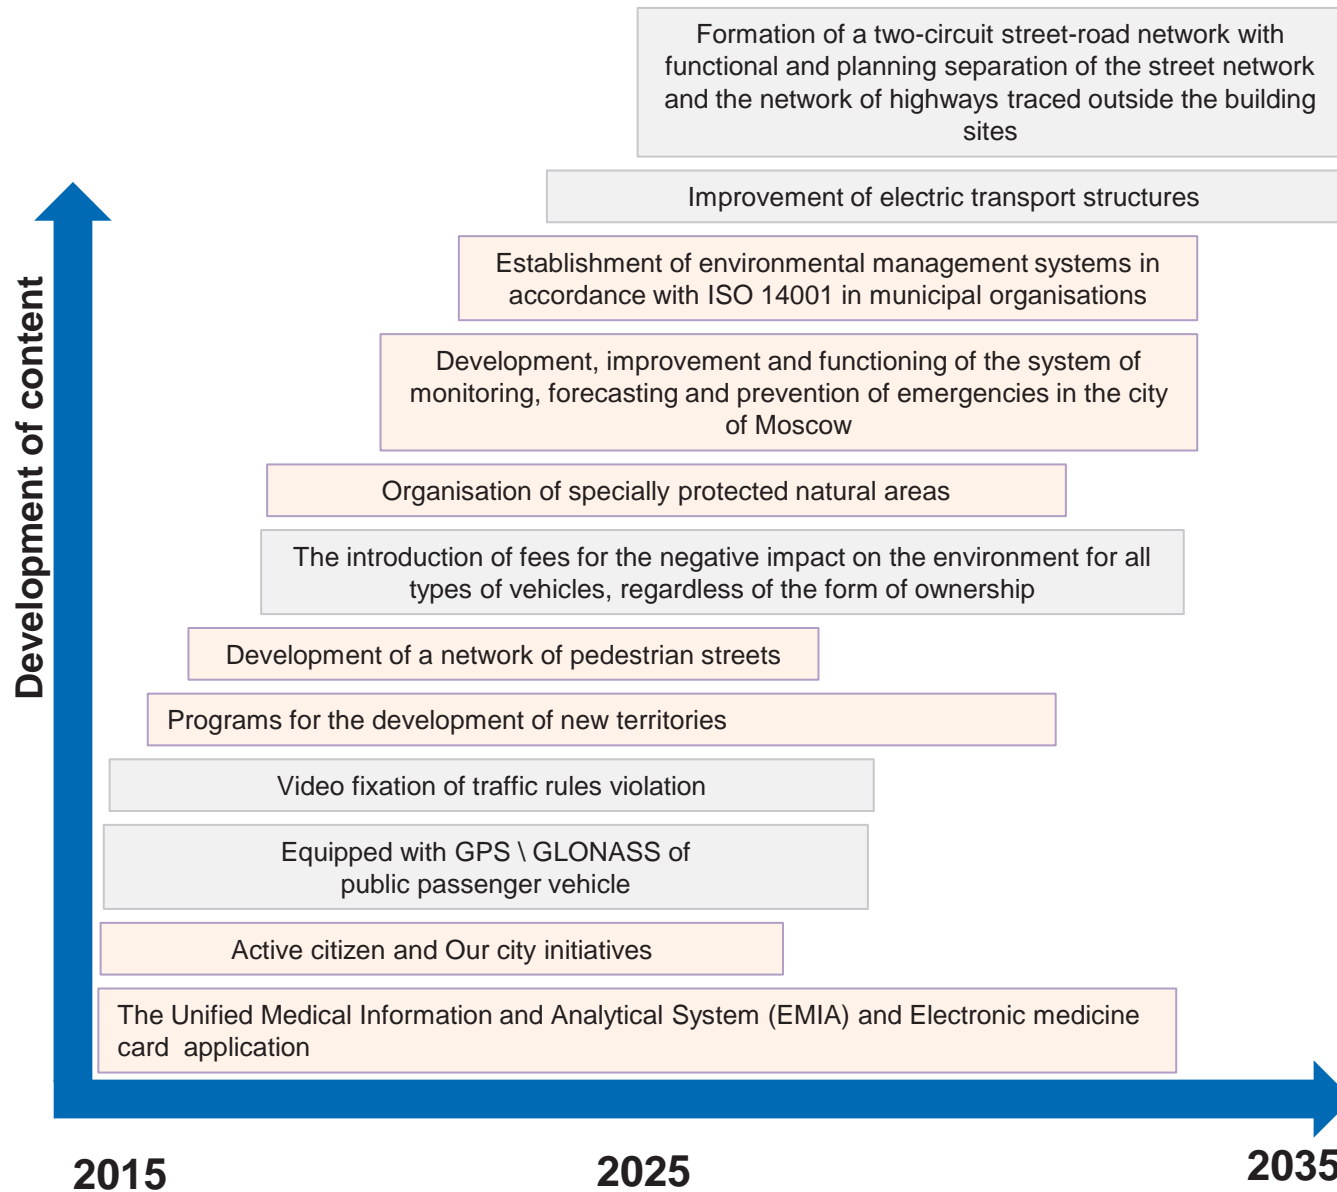 Formation of a two-circuit street-road network with
functional and planning separation of the street network
and the network of highways traced outside the building
sites
Improvement of electric transport structures
Establishment of environmental management systems in
accordance with ISO 14001 in municipal organisations
Development, improvement and functioning of the system of
monitoring, forecasting and prevention of emergencies in the city
of Moscow
Organisation of specially protected natural areas
The introduction of fees for the negative impact on the environment for all
types of vehicles, regardless of the form of ownership
Development of a network of pedestrian streets
Programs for the development of new territories
Video fixation of traffic rules violation
Equipped with GPS \ GLONASS of
public passenger vehicle
Active citizen and Our city initiatives
The Unified Medical Information and Analytical System (EMIA) and Electronic medicine
card application
Development of content
2015
2025
2035